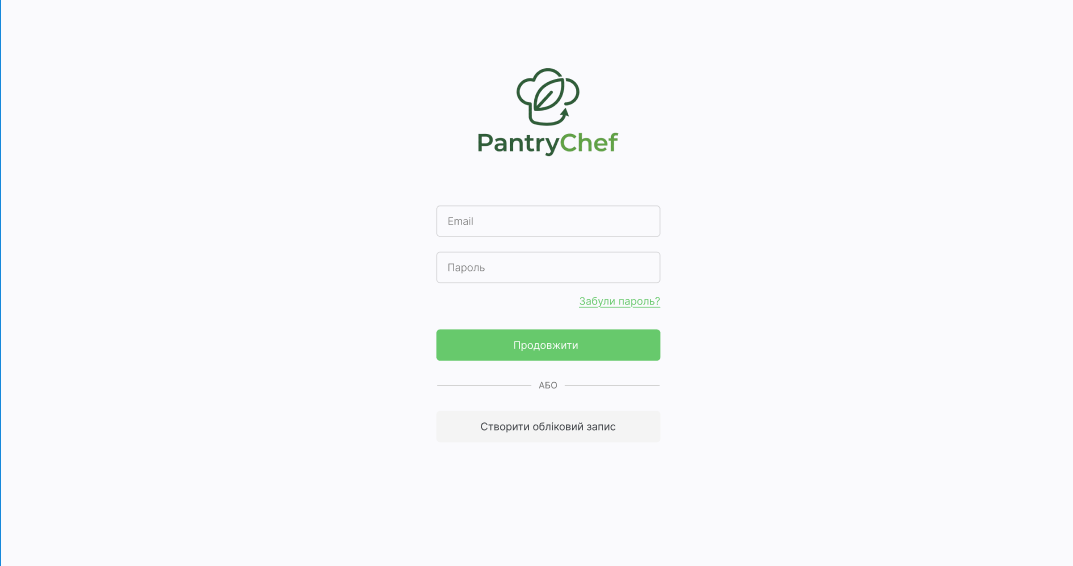 PantryChef
Email
Пароль
Забули пароль?
Продовжити
АБО
Створити обліковий запис